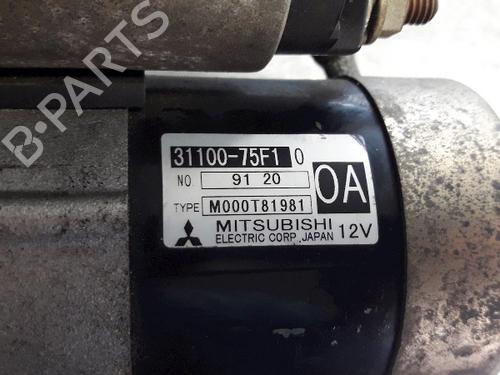 B-PARTS
31100-75F1 0
NO 91 20
OA
TYPE M000T81981
MITSUBISHI
ELECTRIC CORP. JAPAN 12V